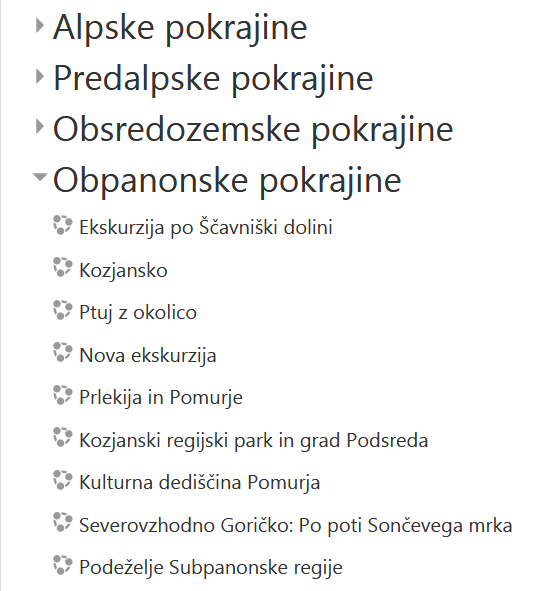 Alpske pokrajine
Predalpske pokrajine
Obsredozemske pokrajine
Obpanonske pokrajine
Ekskurzija po Ščavniški dolini
Kozjansko
Ptuj z okolico
Nova ekskurzija
Prlekija in Pomurje
Kozjanski regijski park in grad Podsreda
Kulturna dediščina Pomurja
Severovzhodno Goričko: Po poti Sončevega mrka
Podeželje Subpanonske regije